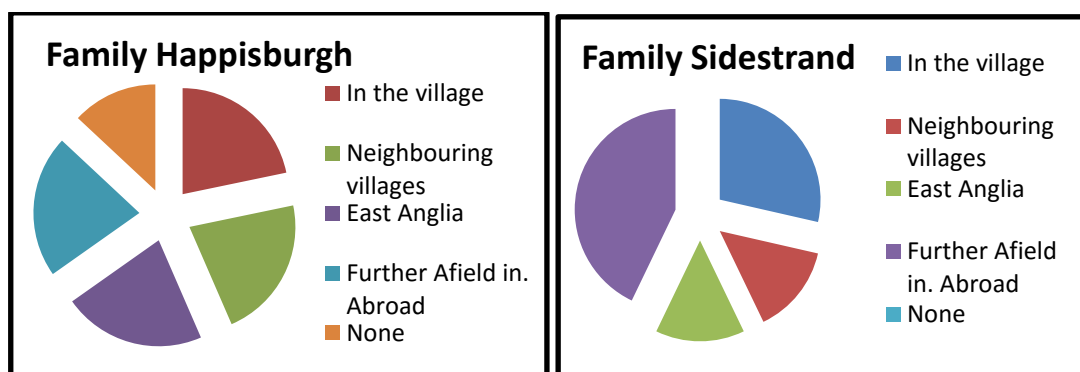 Family Happisburgh
In the village
Neighbouring
villages
East Anglia
Further Afield in.
Abroad
None
Family Sidestrand
In the village
Neighbouring
villages
East Anglia
Further Afield
in. Abroad
None